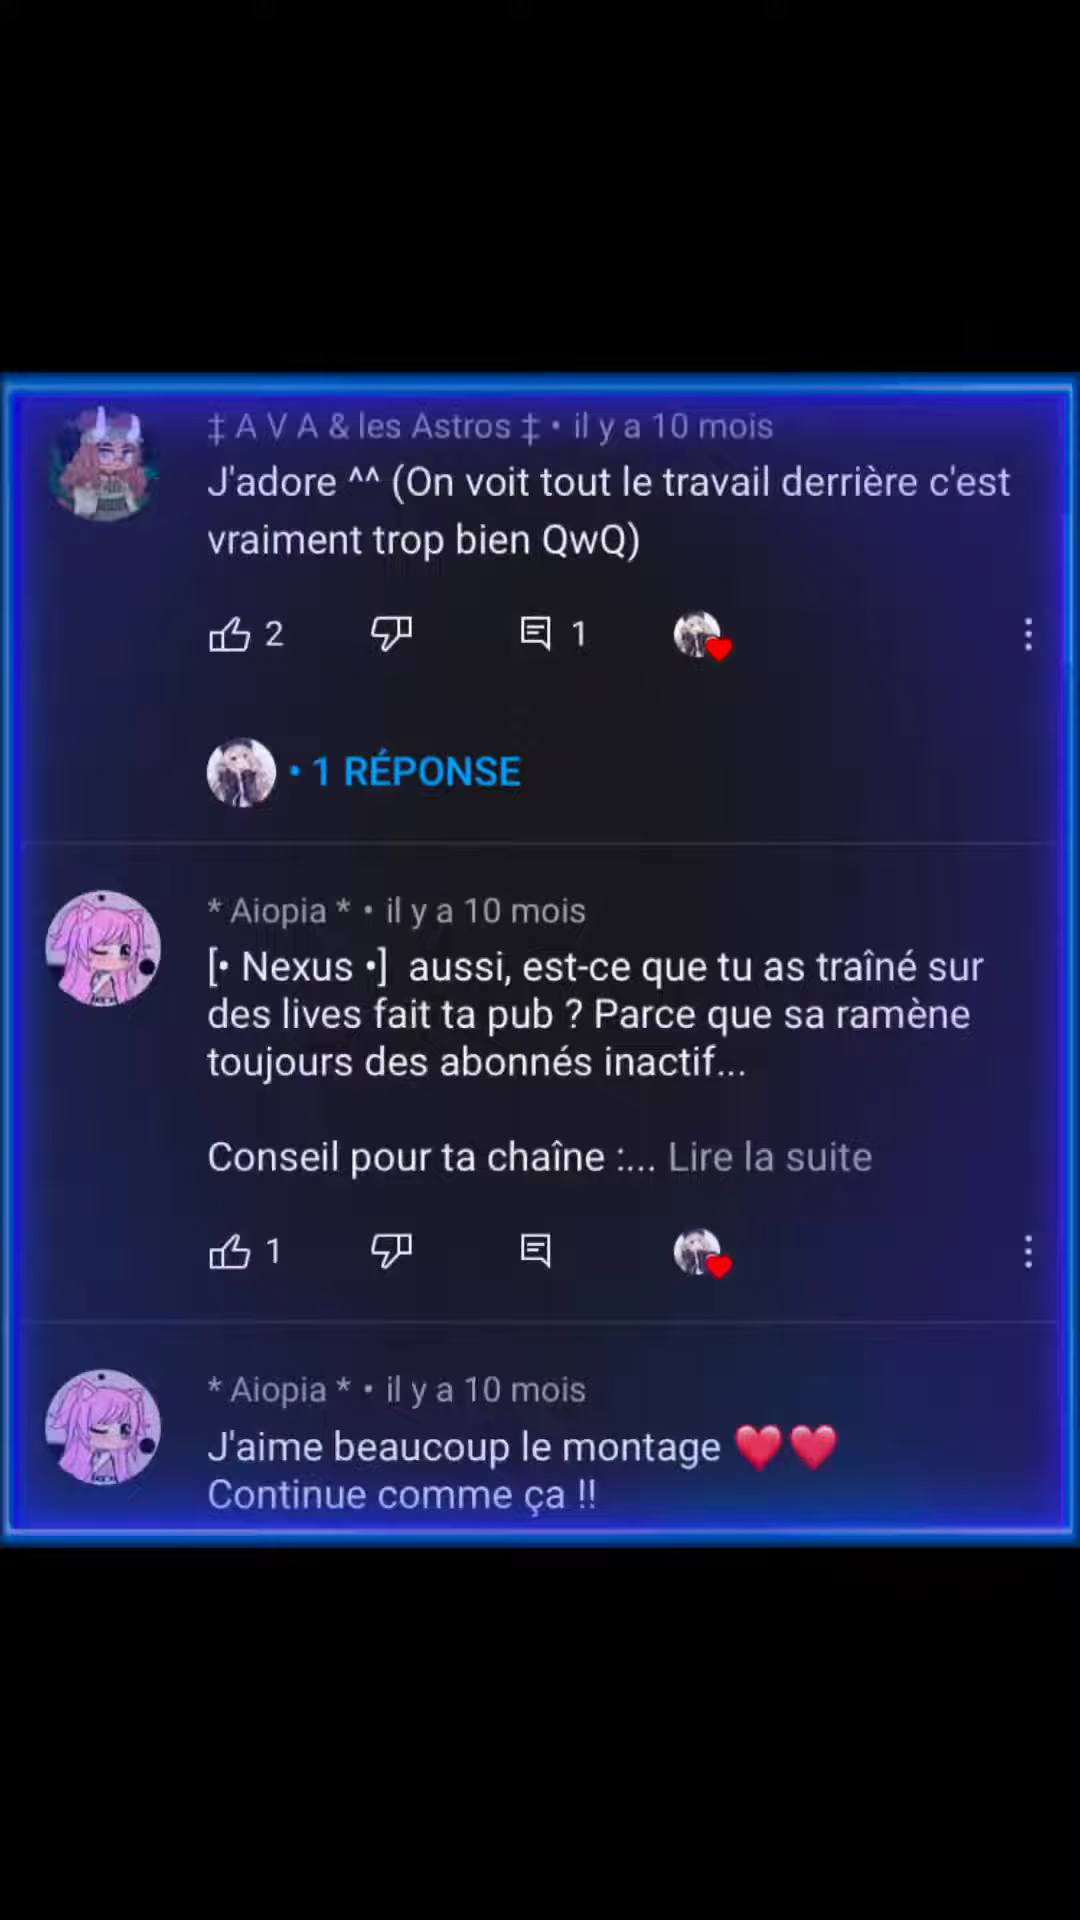 ‡ A V A & les Astros ‡ • il y a 10 mois
J'adore ^^ (On voit tout le travail derrière c'est
vraiment trop bien QwQ)
2
1
• 1 RÉPONSE
* Aiopia * • il y a 10 mois
[• Nexus •]  aussi, est-ce que tu as traîné sur
des lives fait ta pub ? Parce que sa ramène
toujours des abonnés inactif...
Conseil pour ta chaîne :... Lire la suite
1
* Aiopia * • il y a 10 mois
J'aime beaucoup le montage ❤️❤️
Continue comme ça !!